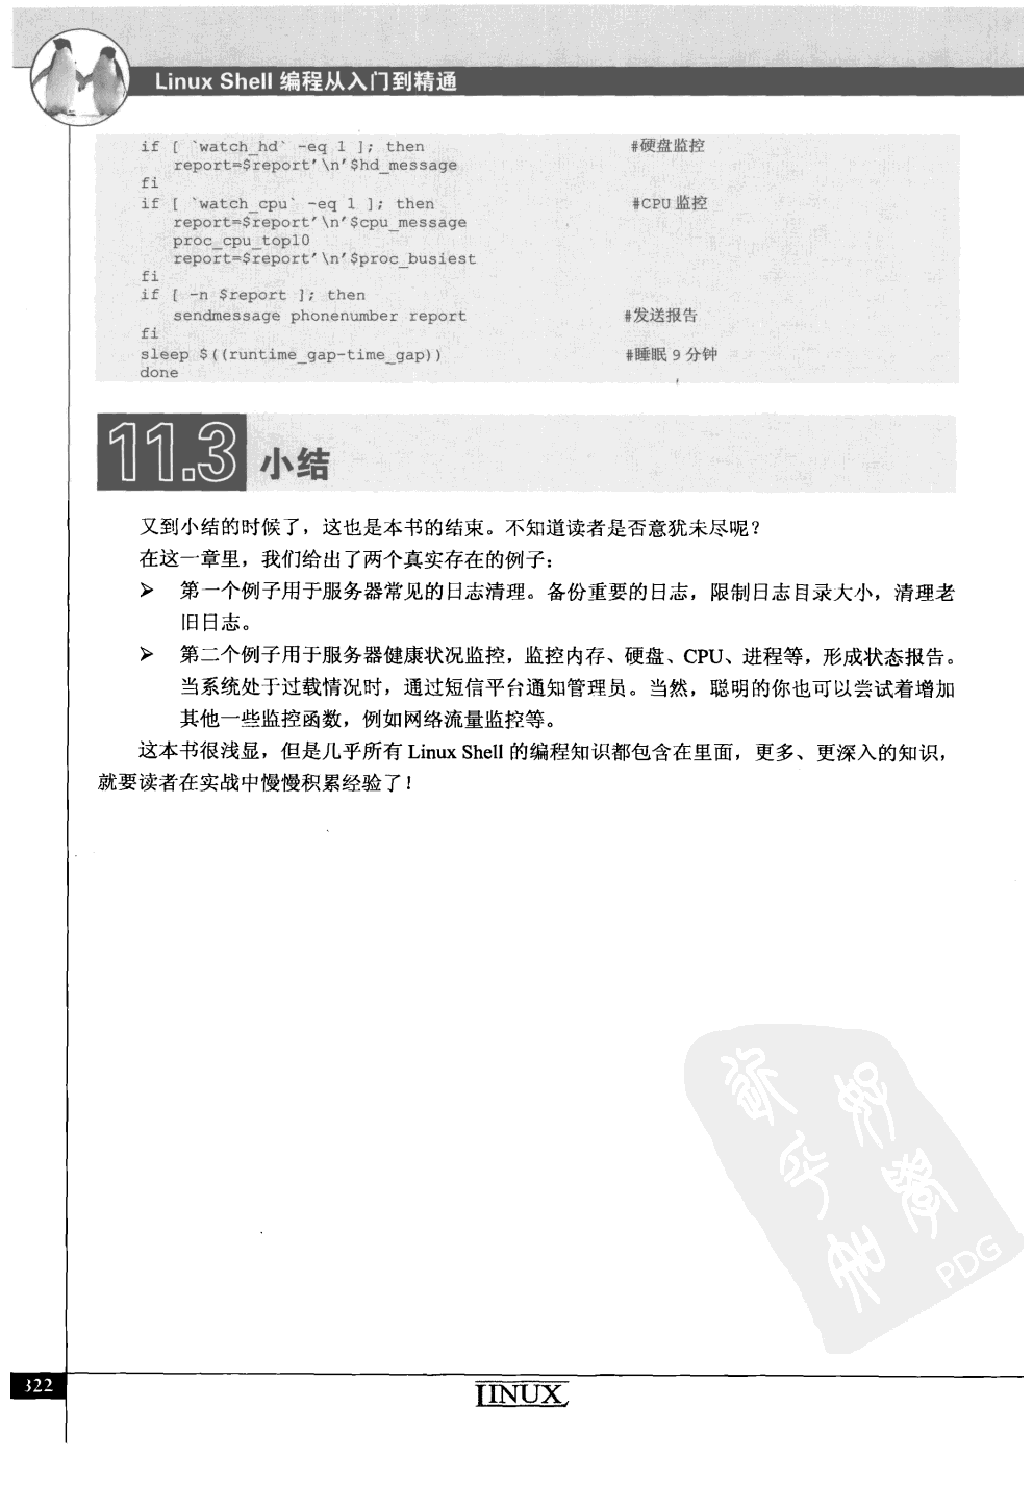 Linux Shell 编程从入门到精通
if [ `watch_hd` -eq 1 ]; then #硬盘监控
report=$report"\n'$hd_message
fi
if [ `watch_cpu` -eq 1 ]; then #CPU 监控
report=$report"\n'$cpu_message
proc_cpu_top10
report=$report"\n'$proc_busiest
fi
if [ -n $report ]; then
sendmessage phonenumber report #发送报告
fi
sleep $((runtime_gap-time_gap)) #睡眠 9 分钟
done
11.3 小结
又到小结的时候了，这也是本书的结束。不知道读者是否意犹未尽呢？
在这一章里，我们给出了两个真实存在的例子：
➢ 第一个例子用于服务器常见的日志清理。备份重要的日志，限制日志目录大小，清理老
旧日志。
➢ 第二个例子用于服务器健康状况监控，监控内存、硬盘、CPU、进程等，形成状态报告。
当系统处于过载情况时，通过短信平台通知管理员。当然，聪明的你也可以尝试着增加
其他一些监控函数，例如网络流量监控等。
这本书很浅显，但是几乎所有 Linux Shell 的编程知识都包含在里面，更多、更深入的知识，
就要读者在实战中慢慢积累经验了！
PDG
322
LINUX